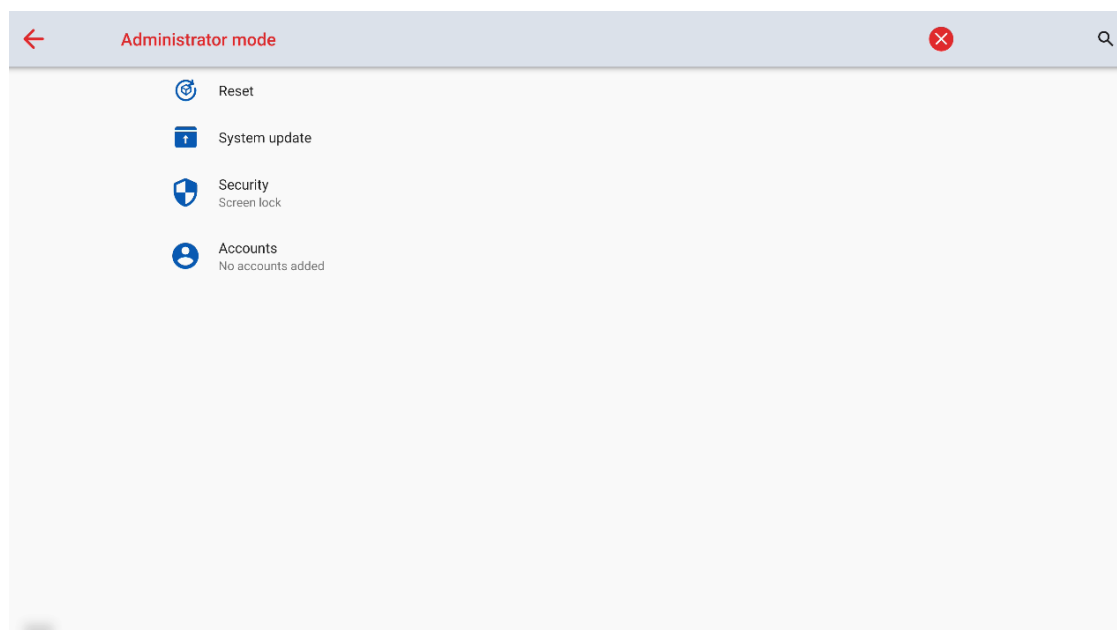 Administrator mode
Reset
System update
Security
Screen lock
Accounts
No accounts added